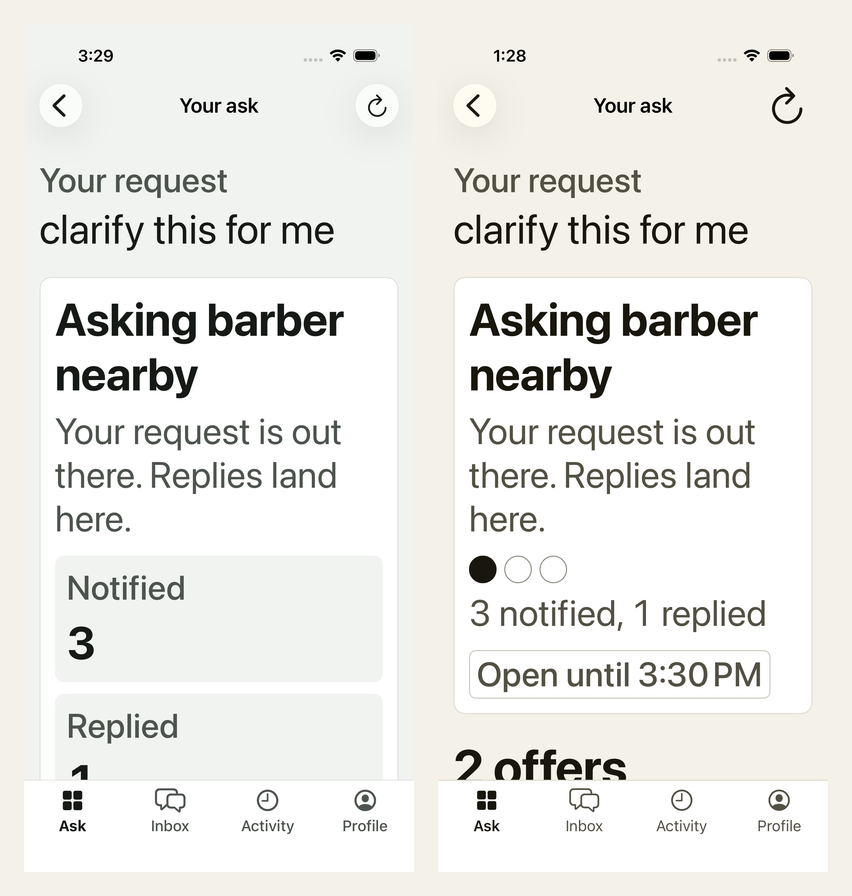 3:29
Your ask
Your request
clarify this for me
Asking barber
nearby
Your request is out
there. Replies land
here.
Notified
3
Replied
1
Ask
Inbox
Activity
Profile
1:28
Your ask
Your request
clarify this for me
Asking barber
nearby
Your request is out
there. Replies land
here.
3 notified, 1 replied
Open until 3:30 PM
2 offers
Ask
Inbox
Activity
Profile